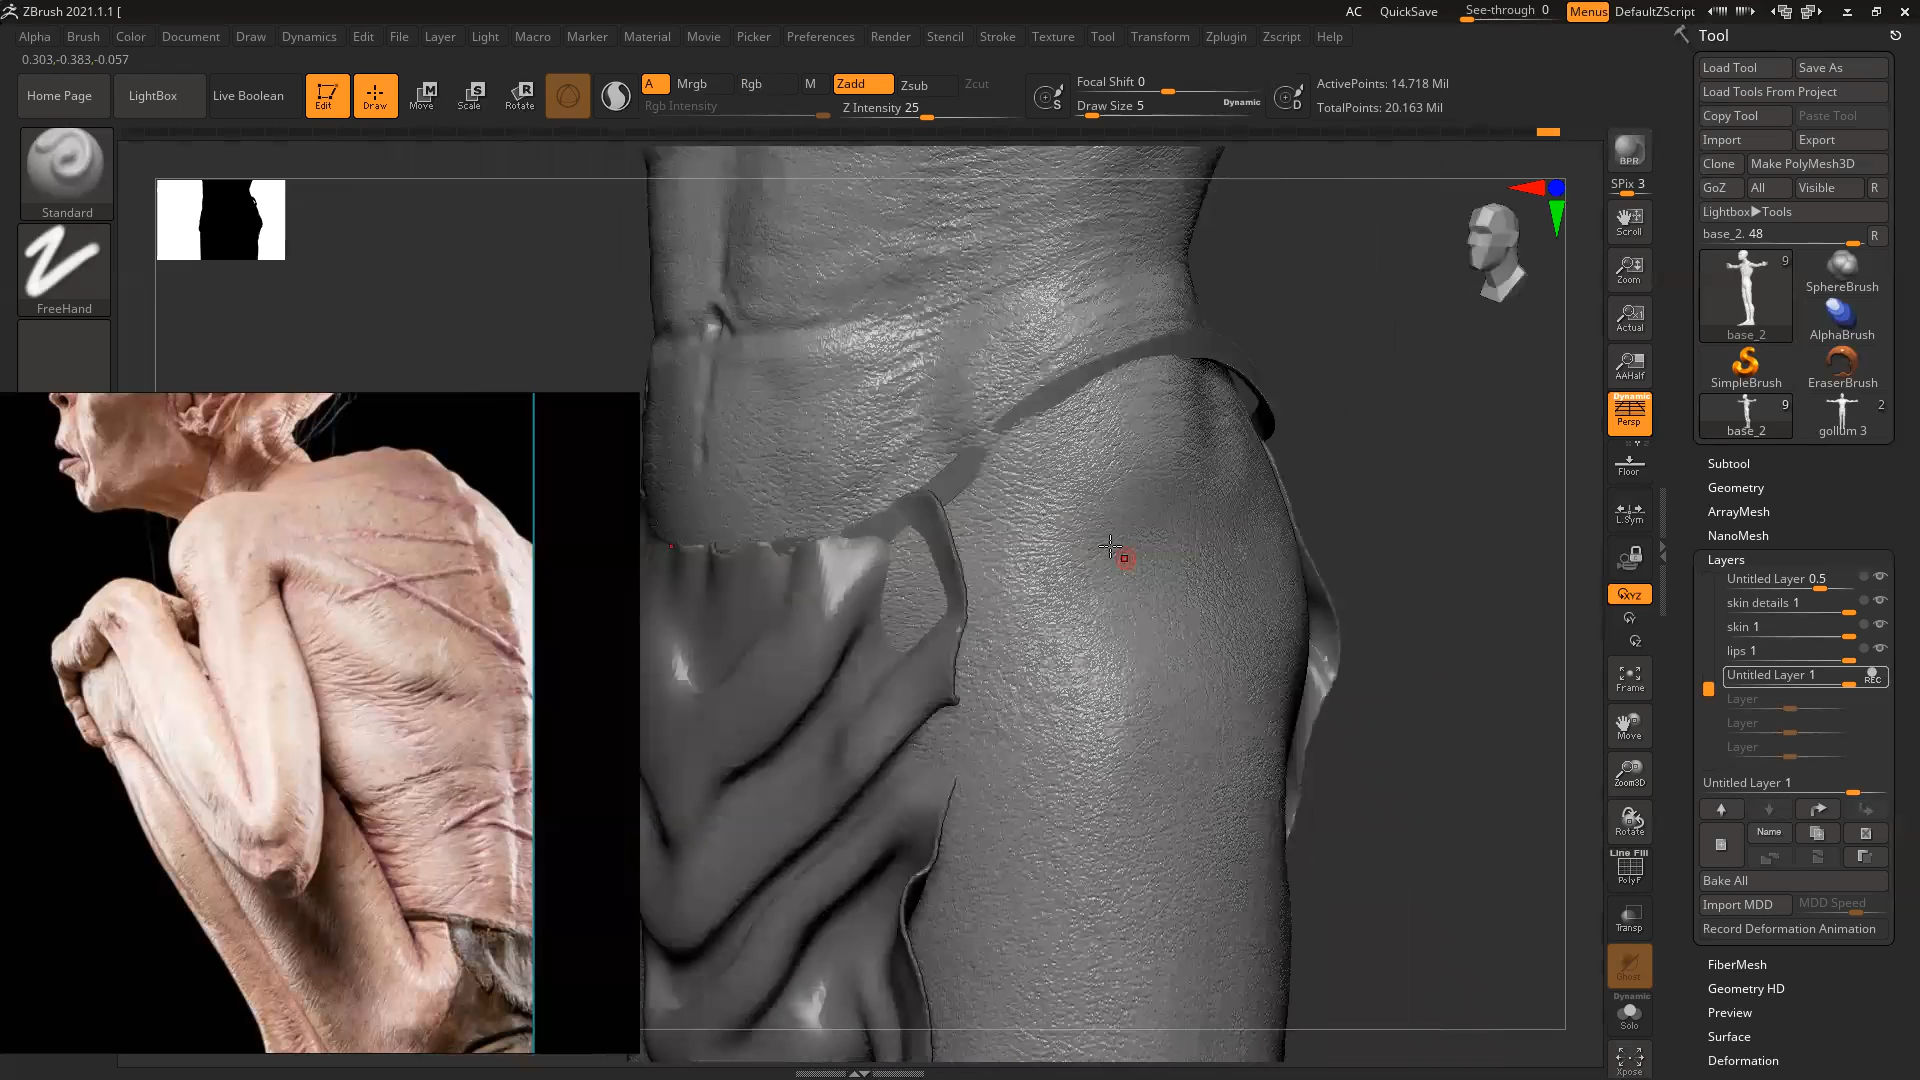 ZBrush 2021.1.1 [
AC QuickSave See-through 0 Menus DefaultZScript
Alpha Brush Color Document Draw Dynamics Edit File Layer Light Macro Marker Material Movie Picker Preferences Render Stencil Stroke Texture Tool Transform Zplugin Zscript Help
0.303,-0.383,-0.057
Home Page LightBox Live Boolean Edit Draw Move Scale Rotate
A Mrgb Rgb M Zadd Zsub Zcut
Rgb Intensity Z Intensity 25
S Focal Shift 0
Draw Size 5 Dynamic D
ActivePoints: 14.718 Mil
TotalPoints: 20.163 Mil
Standard
FreeHand
BPR
SPix 3
Scroll
Zoom
Actual
AAHalf
Dynamic
Persp
Floor
L.Sym
XYZ
Y
Z
Frame
Move
Zoom3D
Rotate
Line Fill
PolyF
Transp
Ghost
Dynamic
Solo
Xpose
Tool
Load Tool Save As
Load Tools From Project
Copy Tool Paste Tool
Import Export
Clone Make PolyMesh3D
GoZ All Visible R
Lightbox▶Tools
base_2. 48 R
9
base_2 SphereBrush
AlphaBrush
SimpleBrush EraserBrush
9 2
base_2 gollum 3
Subtool
Geometry
ArrayMesh
NanoMesh
Layers
Untitled Layer 0.5
skin details 1
skin 1
lips 1
Untitled Layer 1 REC
Layer
Layer
Layer
Untitled Layer 1
Name
Bake All
Import MDD MDD Speed
Record Deformation Animation
FiberMesh
Geometry HD
Preview
Surface
Deformation